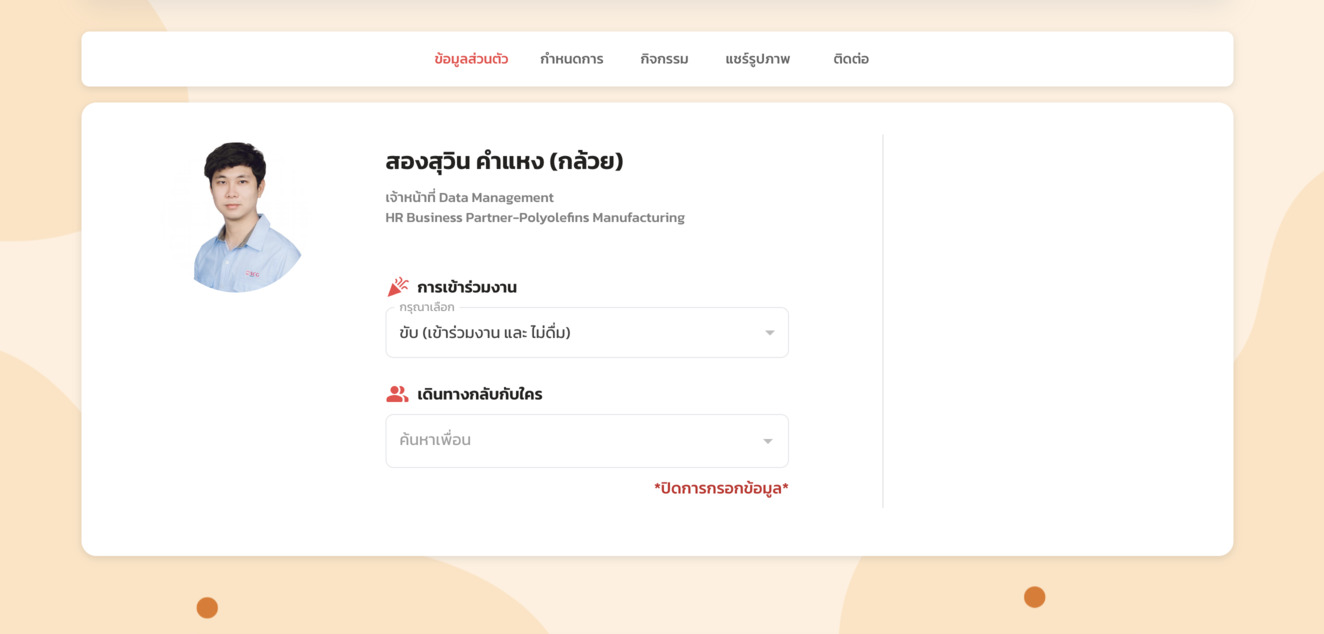 ข้อมูลส่วนตัว กำหนดการ กิจกรรม แชร์รูปภาพ ติดต่อ
สองสุวิน คำแหง (กล้วย)
เจ้าหน้าที่ Data Management
HR Business Partner-Polyolefins Manufacturing
การเข้าร่วมงาน
กรุณาเลือก
ขับ (เข้าร่วมงาน และ ไม่ดื่ม)
เดินทางกลับกับใคร
ค้นหาเพื่อน
*ปิดการกรอกข้อมูล*